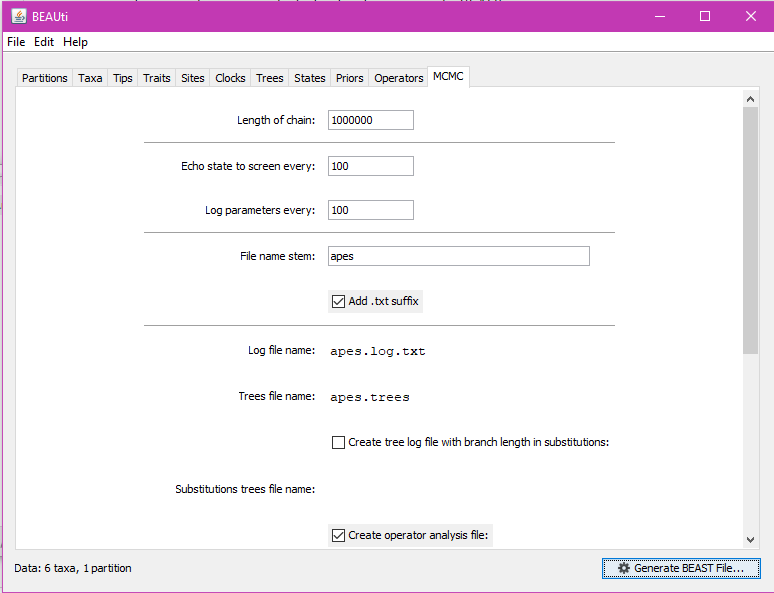 BEAUti
File Edit Help
Partitions Taxa Tips Traits Sites Clocks Trees States Priors Operators MCMC
Length of chain: 1000000
Echo state to screen every: 100
Log parameters every: 100
File name stem: apes
Add .txt suffix
Log file name: apes.log.txt
Trees file name: apes.trees
Create tree log file with branch length in substitutions:
Substitutions trees file name:
Create operator analysis file:
Data: 6 taxa, 1 partition Generate BEAST File...